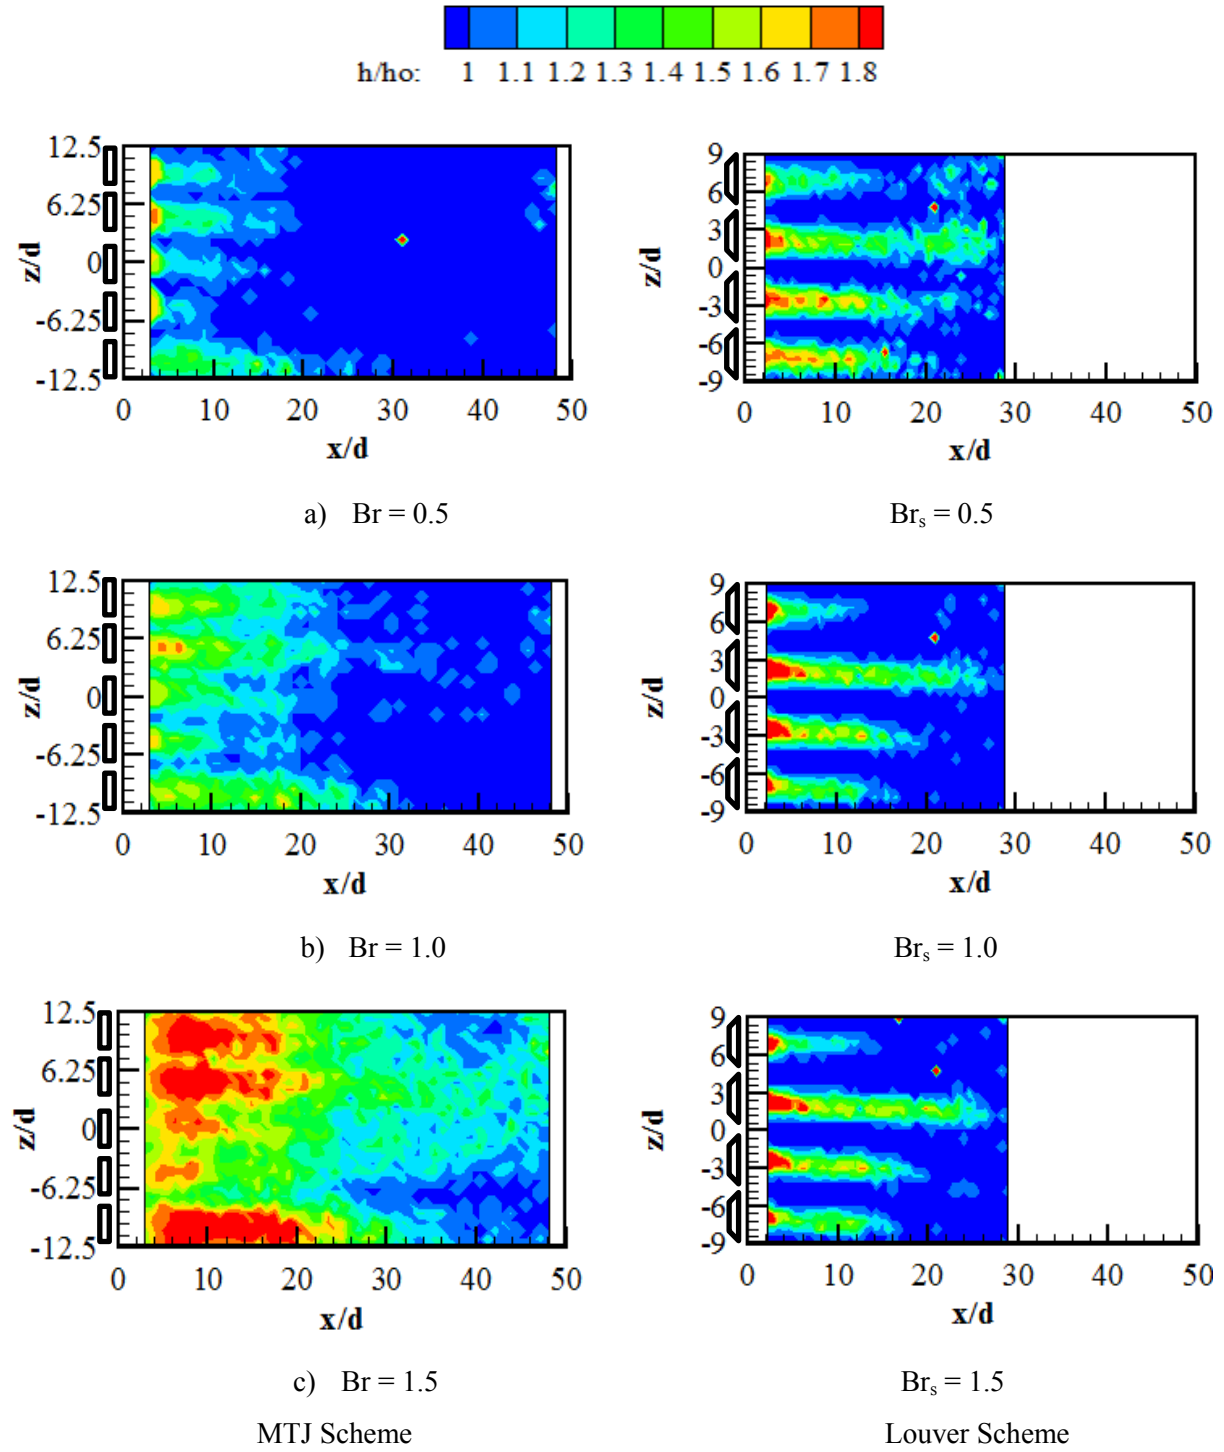 h/ho: 1 1.1 1.2 1.3 1.4 1.5 1.6 1.7 1.8
12.5
6.25
0
-6.25
-12.5
z/d
0 10 20 30 40 50
x/d
9
6
3
0
-3
-6
-9
z/d
0 10 20 30 40 50
x/d
a) Br = 0.5
Brs = 0.5
12.5
6.25
0
-6.25
-12.5
z/d
0 10 20 30 40 50
x/d
9
6
3
0
-3
-6
-9
z/d
0 10 20 30 40 50
x/d
b) Br = 1.0
Brs = 1.0
12.5
6.25
0
-6.25
-12.5
z/d
0 10 20 30 40 50
x/d
9
6
3
0
-3
-6
-9
z/d
0 10 20 30 40 50
x/d
c) Br = 1.5
Brs = 1.5
MTJ Scheme
Louver Scheme